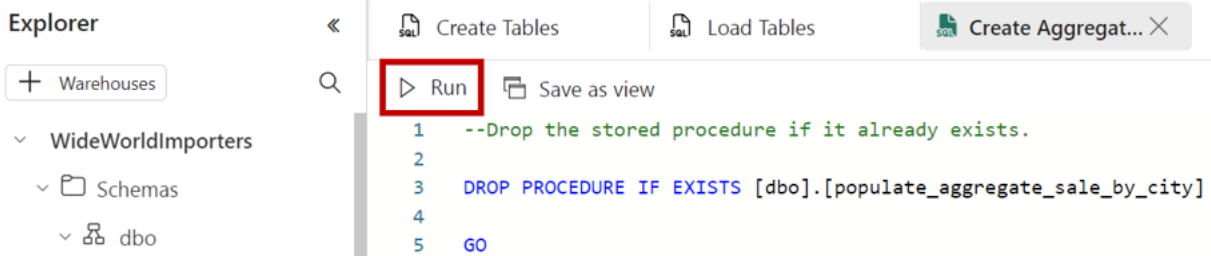 Explorer
Warehouses
WideWorldImporters
Schemas
dbo
Create Tables
Load Tables
Create Aggregat...
Run
Save as view
1 --Drop the stored procedure if it already exists.
2
3 DROP PROCEDURE IF EXISTS [dbo].[populate_aggregate_sale_by_city]
4
5 GO